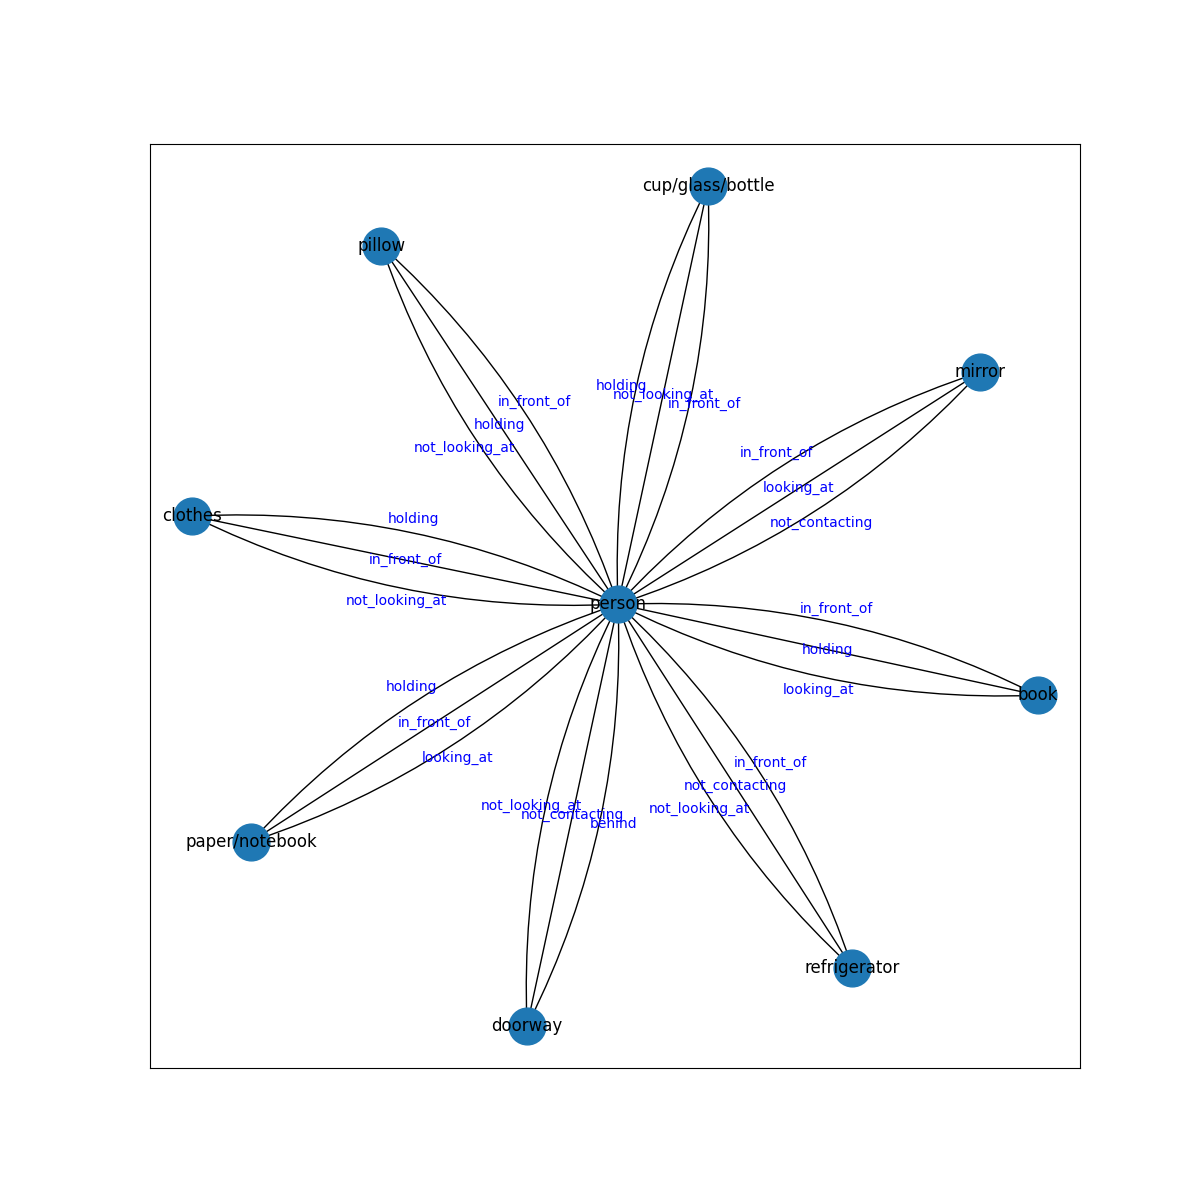 cup/glass/bottle
pillow
mirror
holding
not_looking_at
in_front_of
in_front_of
holding
not_looking_at
in_front_of
looking_at
not_contacting
clothes
holding
in_front_of
not_looking_at
person
in_front_of
holding
looking_at
book
holding
in_front_of
looking_at
paper/notebook
not_looking_at
not_contacting
behind
in_front_of
not_contacting
not_looking_at
refrigerator
doorway